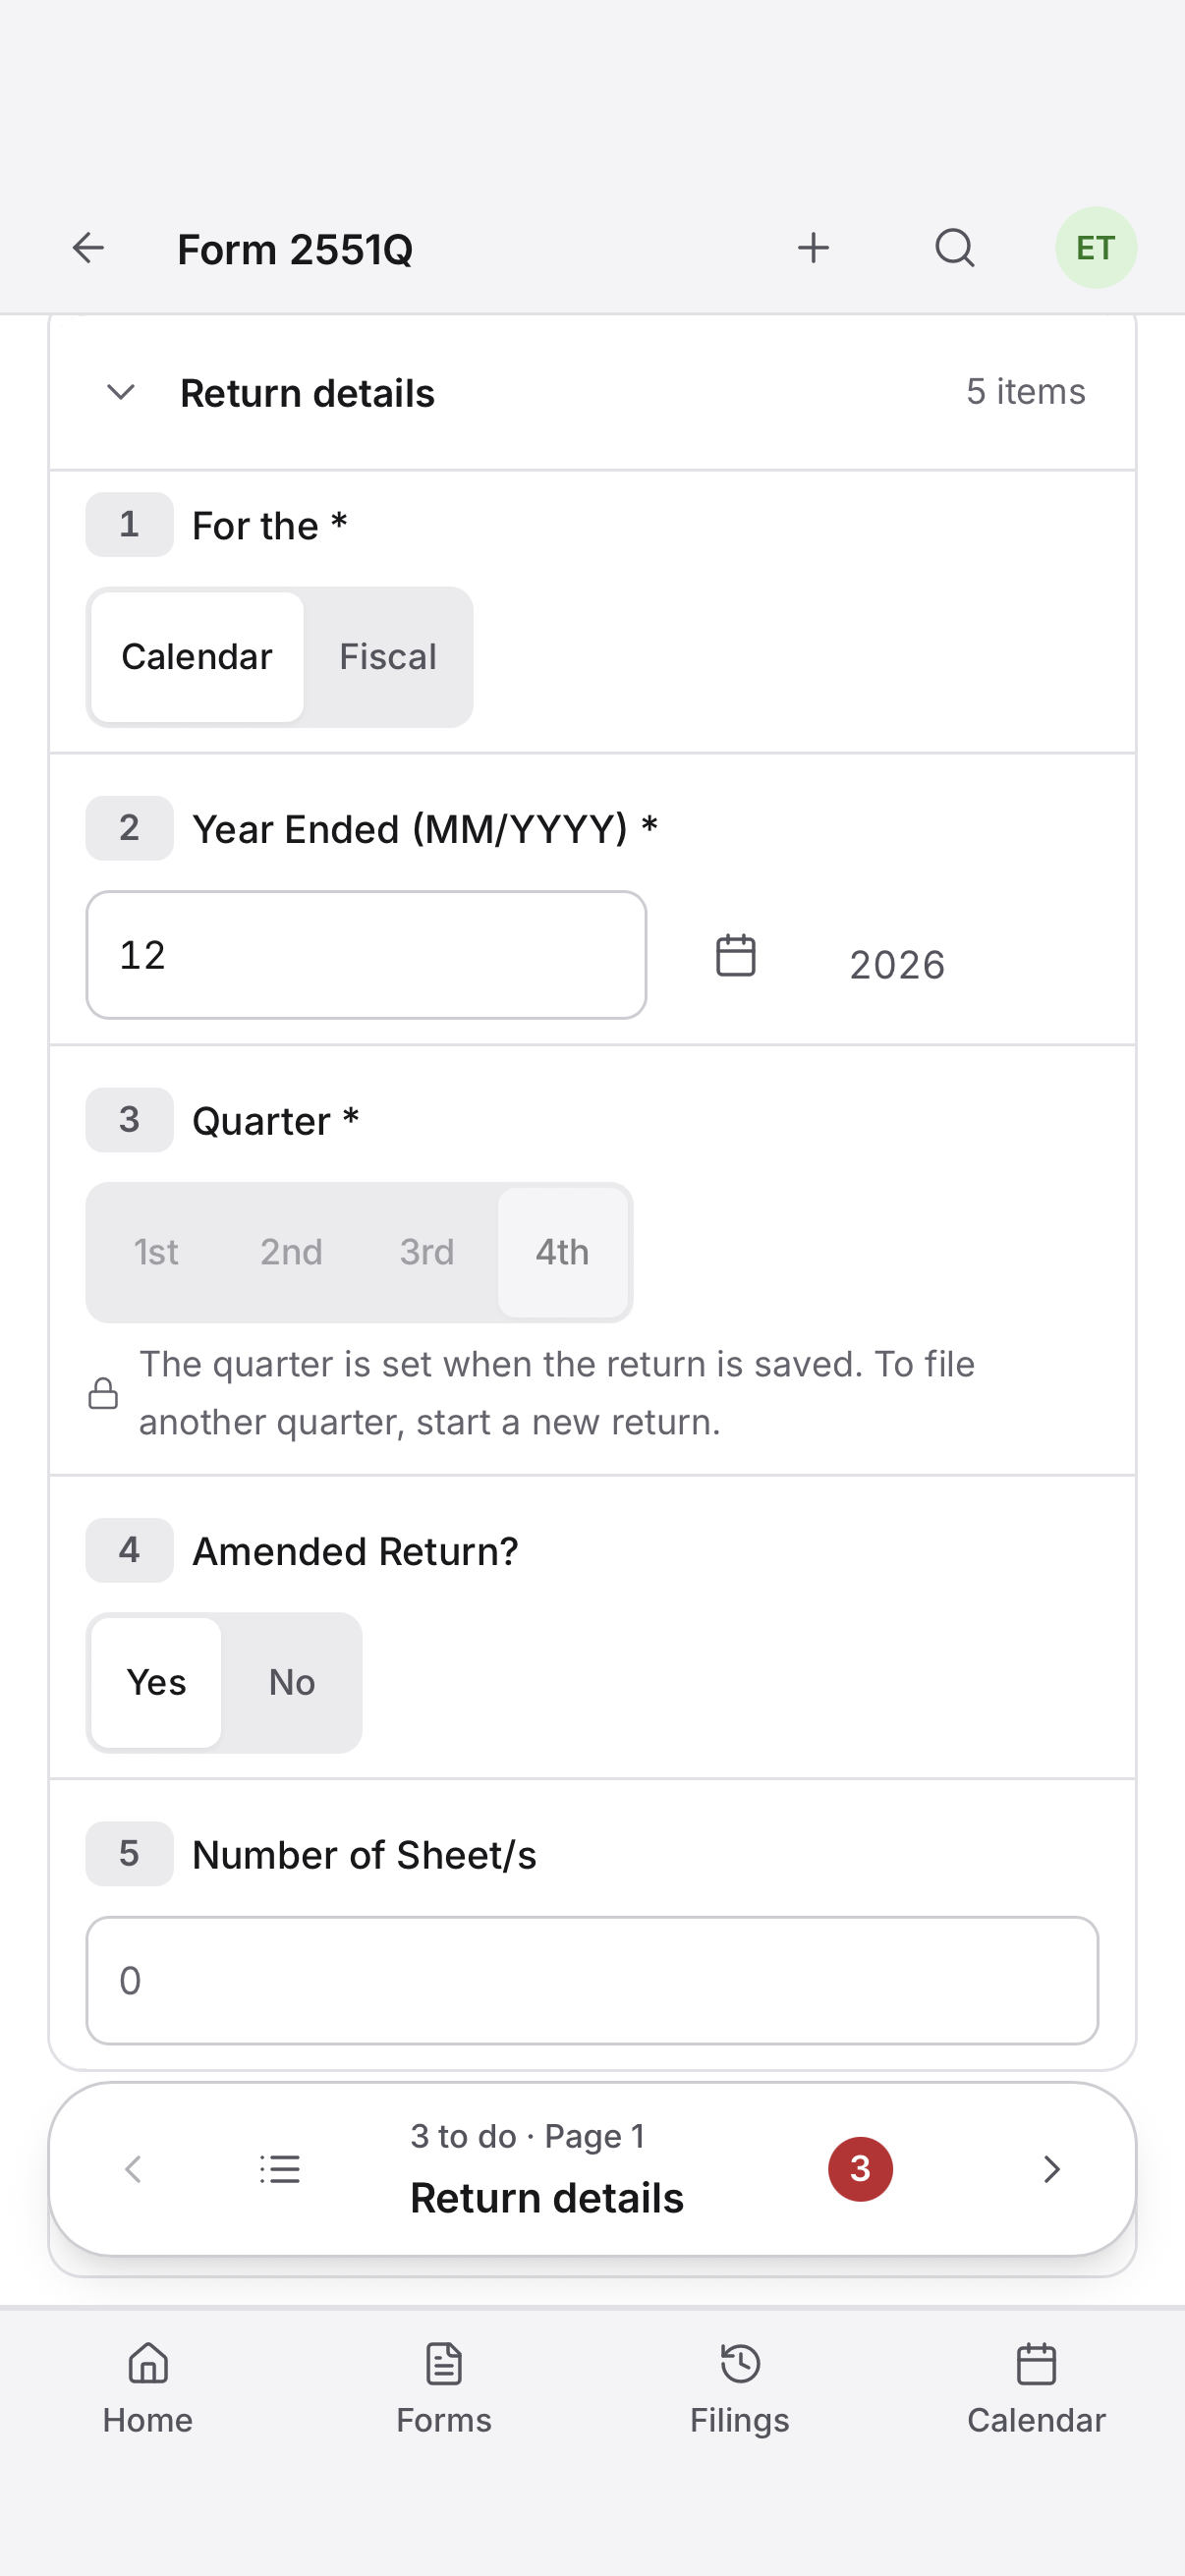 Form 2551Q
ET
Return details
5 items
1 For the *
Calendar Fiscal
2 Year Ended (MM/YYYY) *
12
2026
3 Quarter *
1st 2nd 3rd 4th
The quarter is set when the return is saved. To file
another quarter, start a new return.
4 Amended Return?
Yes No
5 Number of Sheet/s
0
3 to do · Page 1
Return details
3
Home Forms Filings Calendar